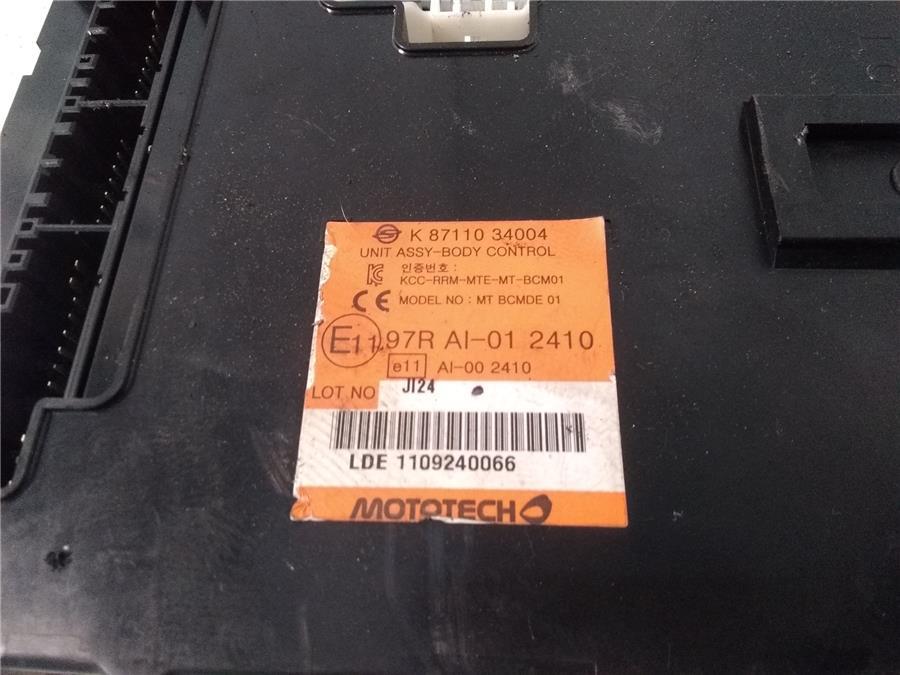 K 87110 34004
UNIT ASSY-BODY CONTROL
인증번호 :
KCC-RRM-MTE-MT-BCM01
CE MODEL NO : MT BCMDE 01
E11 97R AI-01 2410
e11 AI-00 2410
LOT NO JI24
LDE 1109240066
MOTOTECH